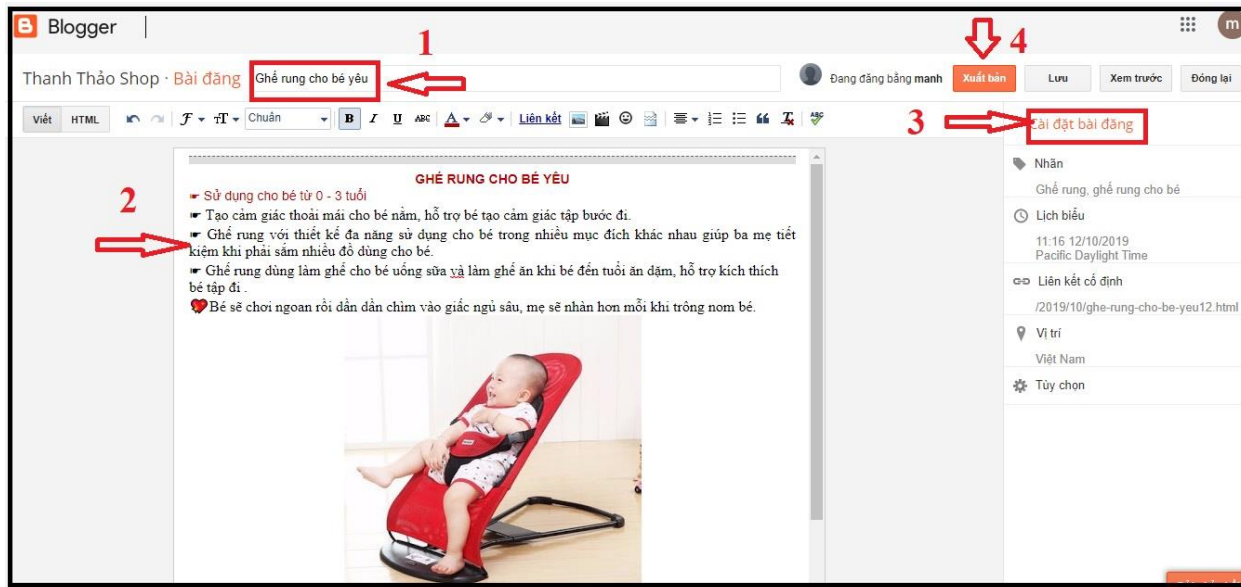 Blogger
m
1
4
Thanh Thảo Shop · Bài đăng
Ghế rung cho bé yêu
Đang đăng bằng manh
Xuất bản
Lưu
Xem trước
Đóng lại
Viết HTML
Chuẩn
B I U ABC A Liên kết
3
Cài đặt bài đăng
GHẾ RUNG CHO BÉ YÊU
☛ Sử dụng cho bé từ 0 - 3 tuổi
2
☛ Tạo cảm giác thoải mái cho bé nằm, hỗ trợ bé tạo cảm giác tập bước đi.
☛ Ghế rung với thiết kế đa năng sử dụng cho bé trong nhiều mục đích khác nhau giúp ba mẹ tiết
kiệm khi phải sắm nhiều đồ dùng cho bé.
☛ Ghế rung dùng làm ghế cho bé uống sữa và làm ghế ăn khi bé đến tuổi ăn dặm, hỗ trợ kích thích
bé tập đi .
Bé sẽ chơi ngoan rồi dần dần chìm vào giấc ngủ sâu, mẹ sẽ nhàn hơn mỗi khi trông nom bé.
Nhãn
Ghế rung, ghế rung cho bé
Lịch biểu
11:16 12/10/2019
Pacific Daylight Time
Liên kết cố định
/2019/10/ghe-rung-cho-be-yeu12.html
Vị trí
Việt Nam
Tùy chọn